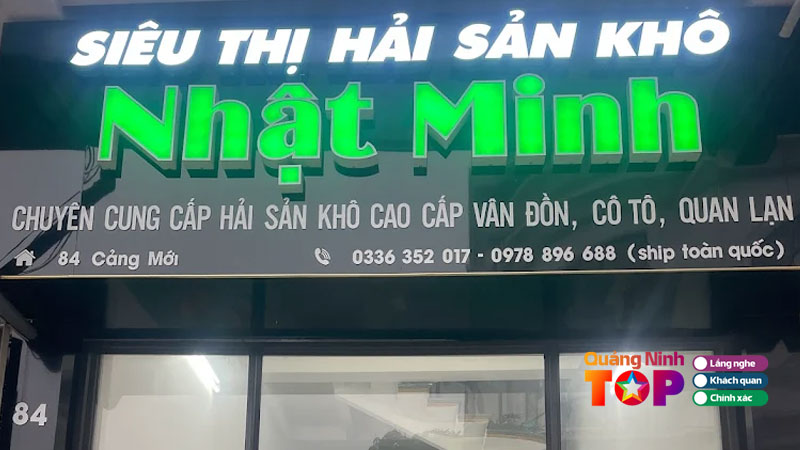 SIÊU THỊ HẢI SẢN KHÔ
Nhật Minh
CHUYÊN CUNG CẤP HẢI SẢN KHÔ CAO CẤP VÂN ĐỒN, CÔ TÔ, QUAN LẠN
84 Cảng Mới 0336 352 017 - 0978 896 688 (ship toàn quốc)
84
Quảng Ninh
TOP
Lắng nghe
Khách quan
Chính xác